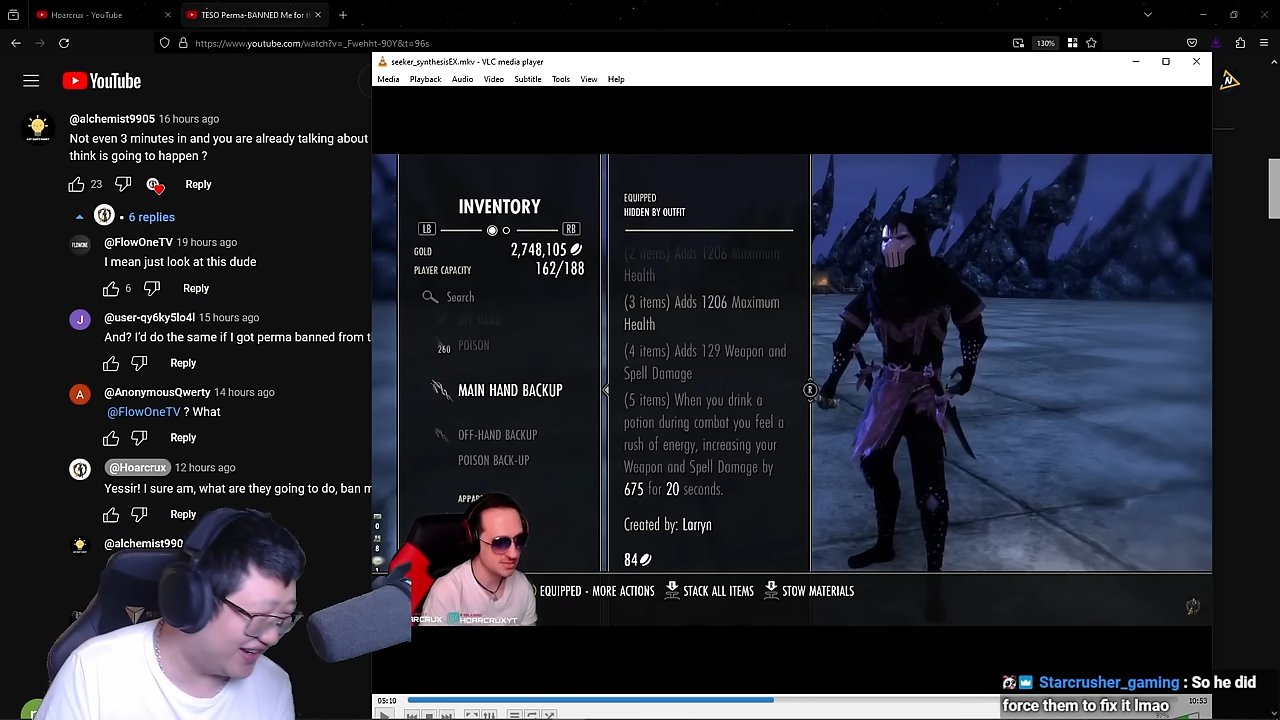 Hoarcrux - YouTube
TESO Perma-BANNED Me for t
https://www.youtube.com/watch?v=_Fwehht-90Y&t=96s
130%
seeker_synthesisEX.mkv - VLC media player
Media Playback Audio Video Subtitle Tools View Help
YouTube
@alchemist9905 16 hours ago
Not even 3 minutes in and you are already talking about
think is going to happen ?
23 Reply
6 replies
@FlowOneTV 19 hours ago
I mean just look at this dude
6 Reply
@user-qy6ky5lo4l 15 hours ago
And? I'd do the same if I got perma banned from t
Reply
@AnonymousQwerty 14 hours ago
@FlowOneTV ? What
Reply
@Hoarcrux 12 hours ago
Yessir! I sure am, what are they going to do, ban m
Reply
@alchemist990
INVENTORY
LB RB
GOLD 2,748,105
PLAYER CAPACITY 162/188
Search
OFF HAND
260 POISON
MAIN HAND BACKUP
OFF-HAND BACKUP
POISON BACK-UP
APPAR
EQUIPPED
HIDDEN BY OUTFIT
(2 items) Adds 1206 Maximum
Health
(3 items) Adds 1206 Maximum
Health
(4 items) Adds 129 Weapon and
Spell Damage
(5 items) When you drink a
potion during combat you feel a
rush of energy, increasing your
Weapon and Spell Damage by
675 for 20 seconds.
Created by: Larryn
84
R
EQUIPPED - MORE ACTIONS STACK ALL ITEMS STOW MATERIALS
HOARCRUXYT
Starcrusher_gaming : So he did
force them to fix it lmao
05:10
10:53
97%